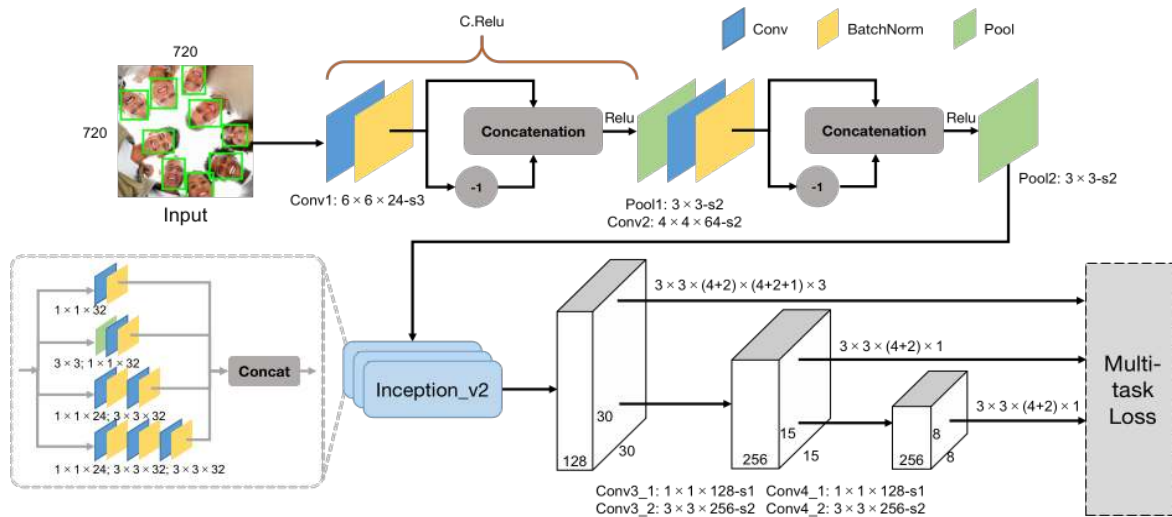 C.Relu
Conv
BatchNorm
Pool
720
720
Input
Concatenation
-1
Relu
Conv1: 6 × 6 × 24-s3
Pool1: 3 × 3-s2
Conv2: 4 × 4 × 64-s2
Concatenation
-1
Relu
Pool2: 3 × 3-s2
1 × 1 × 32
3 × 3; 1 × 1 × 32
1 × 1 × 24; 3 × 3 × 32
1 × 1 × 24; 3 × 3 × 32; 3 × 3 × 32
Concat
Inception_v2
128
30
30
3 × 3 × (4+2) × (4+2+1) × 3
256
15
15
3 × 3 × (4+2) × 1
256
8
8
3 × 3 × (4+2) × 1
Conv3_1: 1 × 1 × 128-s1
Conv3_2: 3 × 3 × 256-s2
Conv4_1: 1 × 1 × 128-s1
Conv4_2: 3 × 3 × 256-s2
Multi-
task
Loss